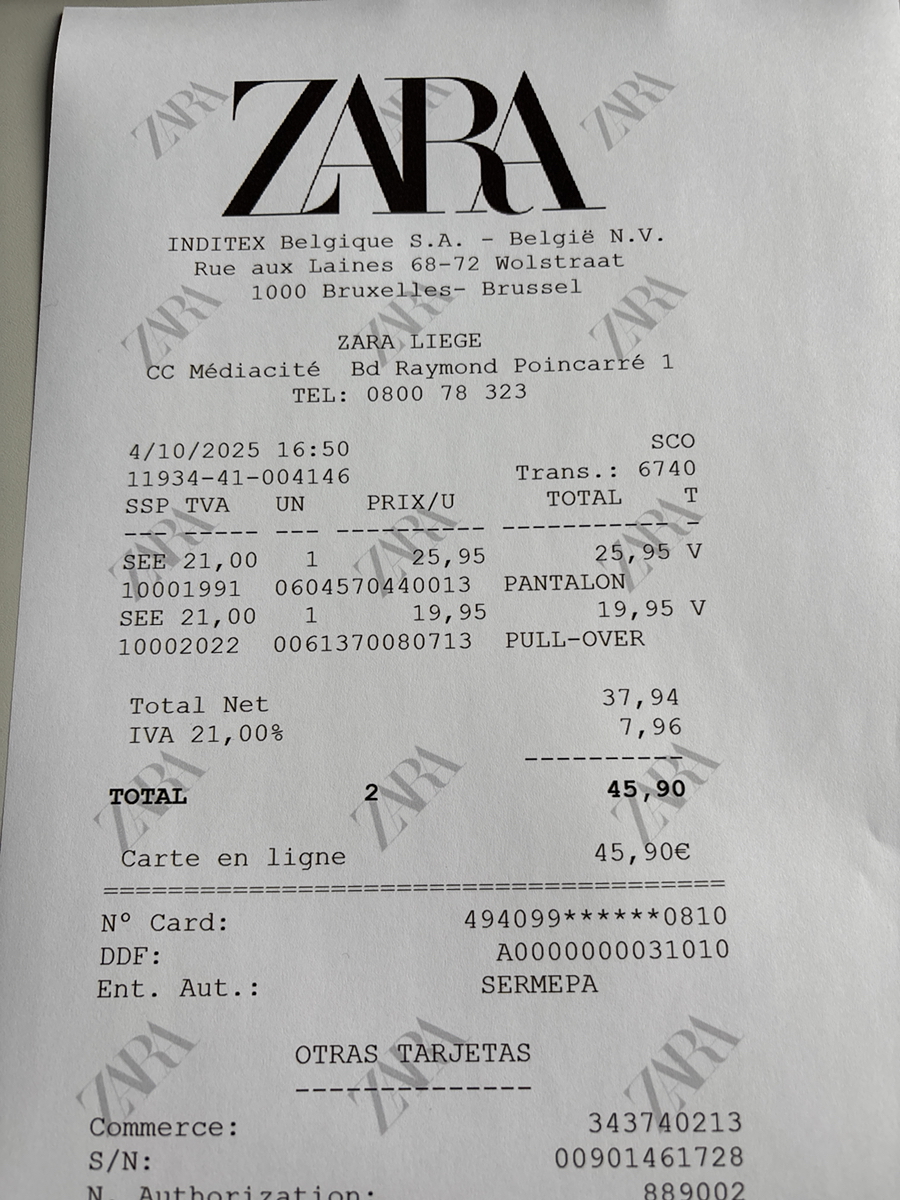 ZARA
INDITEX Belgique S.A. - België N.V.
Rue aux Laines 68-72 Wolstraat
1000 Bruxelles- Brussel
ZARA LIEGE
CC Médiacité Bd Raymond Poincarré 1
TEL: 0800 78 323
4/10/2025 16:50 SCO
11934-41-004146 Trans.: 6740
SSP TVA UN PRIX/U TOTAL T
--- ----- --- ---------- ----------- -
SEE 21,00 1 25,95 25,95 V
10001991 0604570440013 PANTALON
SEE 21,00 1 19,95 19,95 V
10002022 0061370080713 PULL-OVER
Total Net 37,94
IVA 21,00% 7,96
----------
TOTAL 2 45,90
Carte en ligne 45,90€
=======================================
N° Card: 494099******0810
DDF: A0000000031010
Ent. Aut.: SERMEPA
OTRAS TARJETAS
--------------
Commerce: 343740213
S/N: 00901461728
N. Authorization: 889002